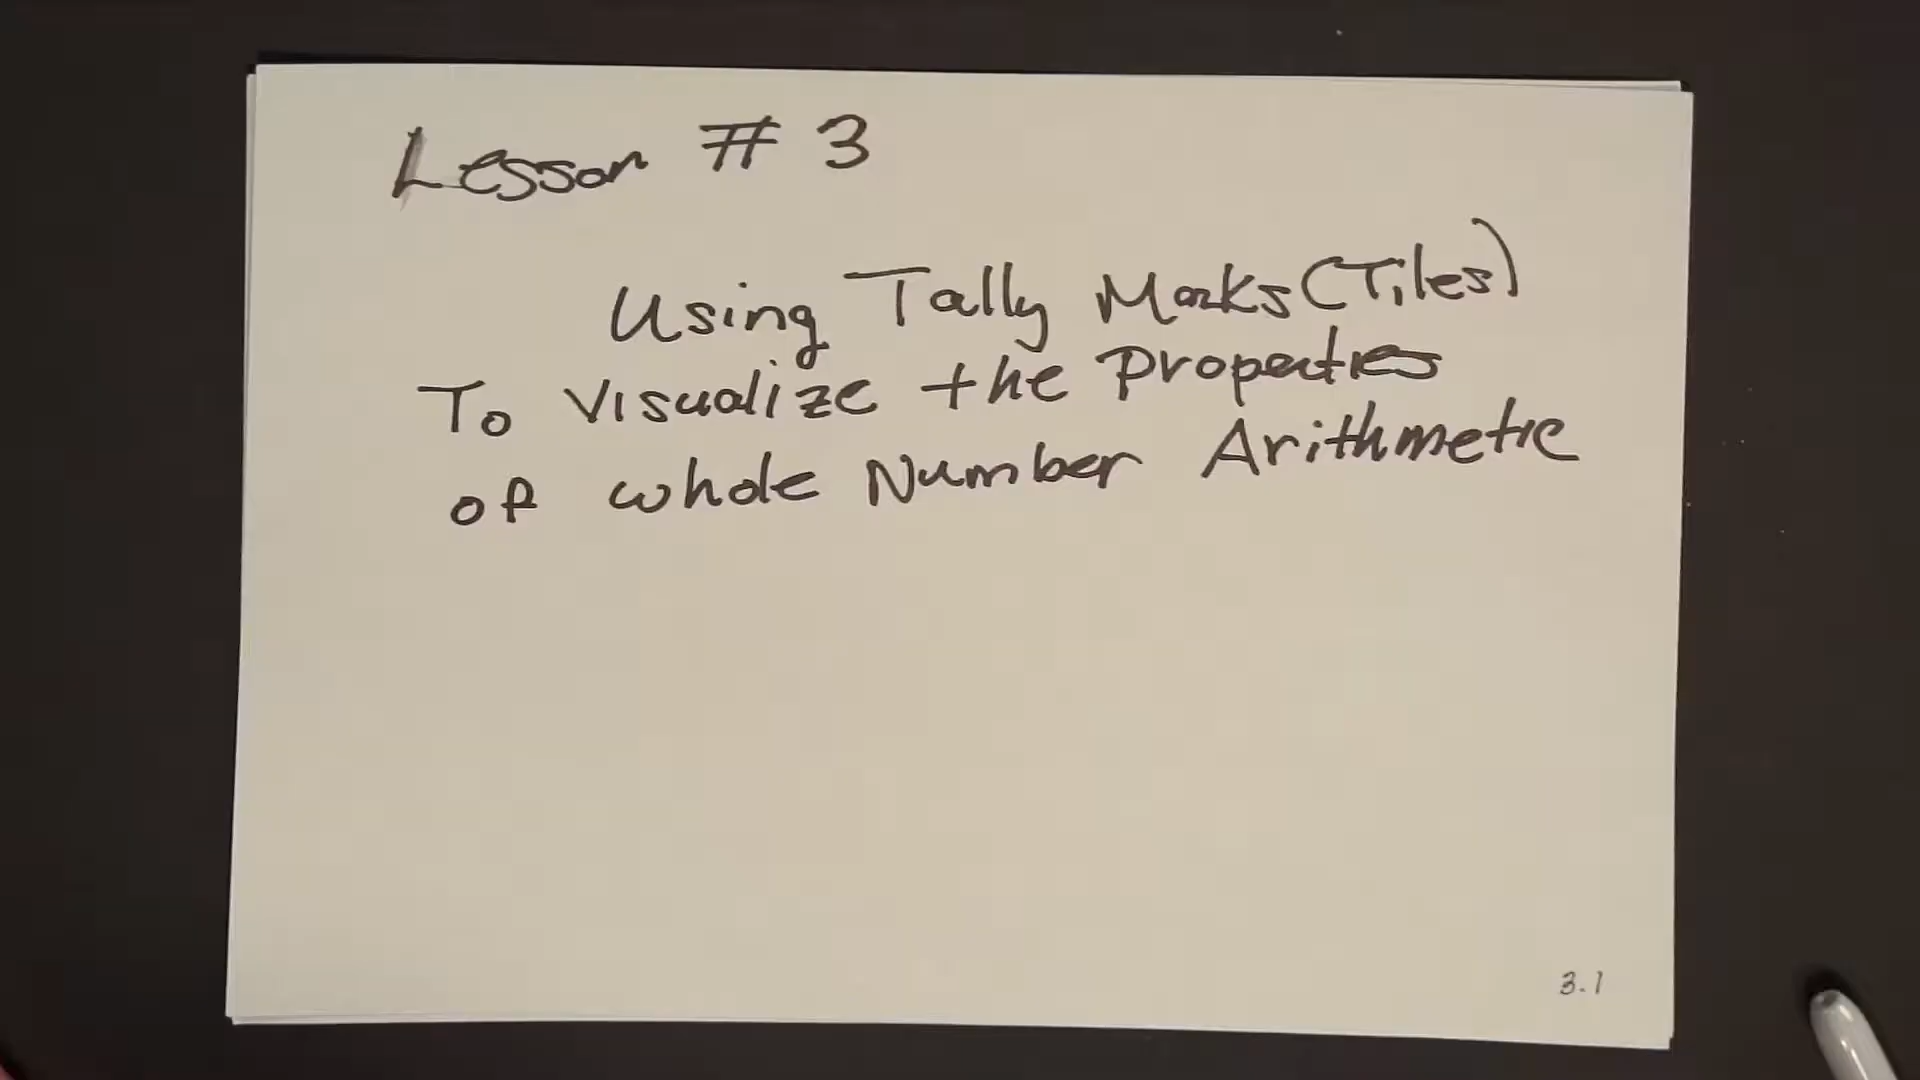 Lesson # 3
Using Tally Marks (Tiles)
To Visualize the Properties
of whole Number Arithmetic
3.1